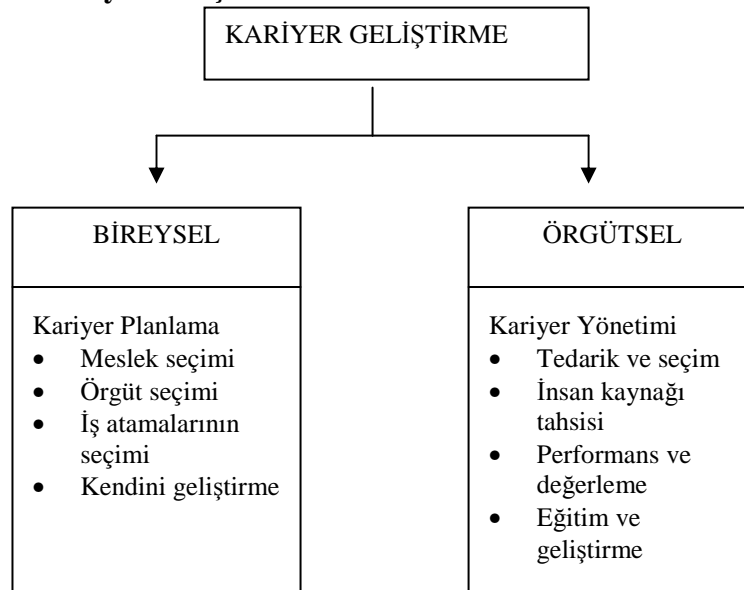 KARİYER GELİŞTİRME
BİREYSEL
Kariyer Planlama
• Meslek seçimi
• Örgüt seçimi
• İş atamalarının
seçimi
• Kendini geliştirme
ÖRGÜTSEL
Kariyer Yönetimi
• Tedarik ve seçim
• İnsan kaynağı
tahsisi
• Performans ve
değerleme
• Eğitim ve
geliştirme